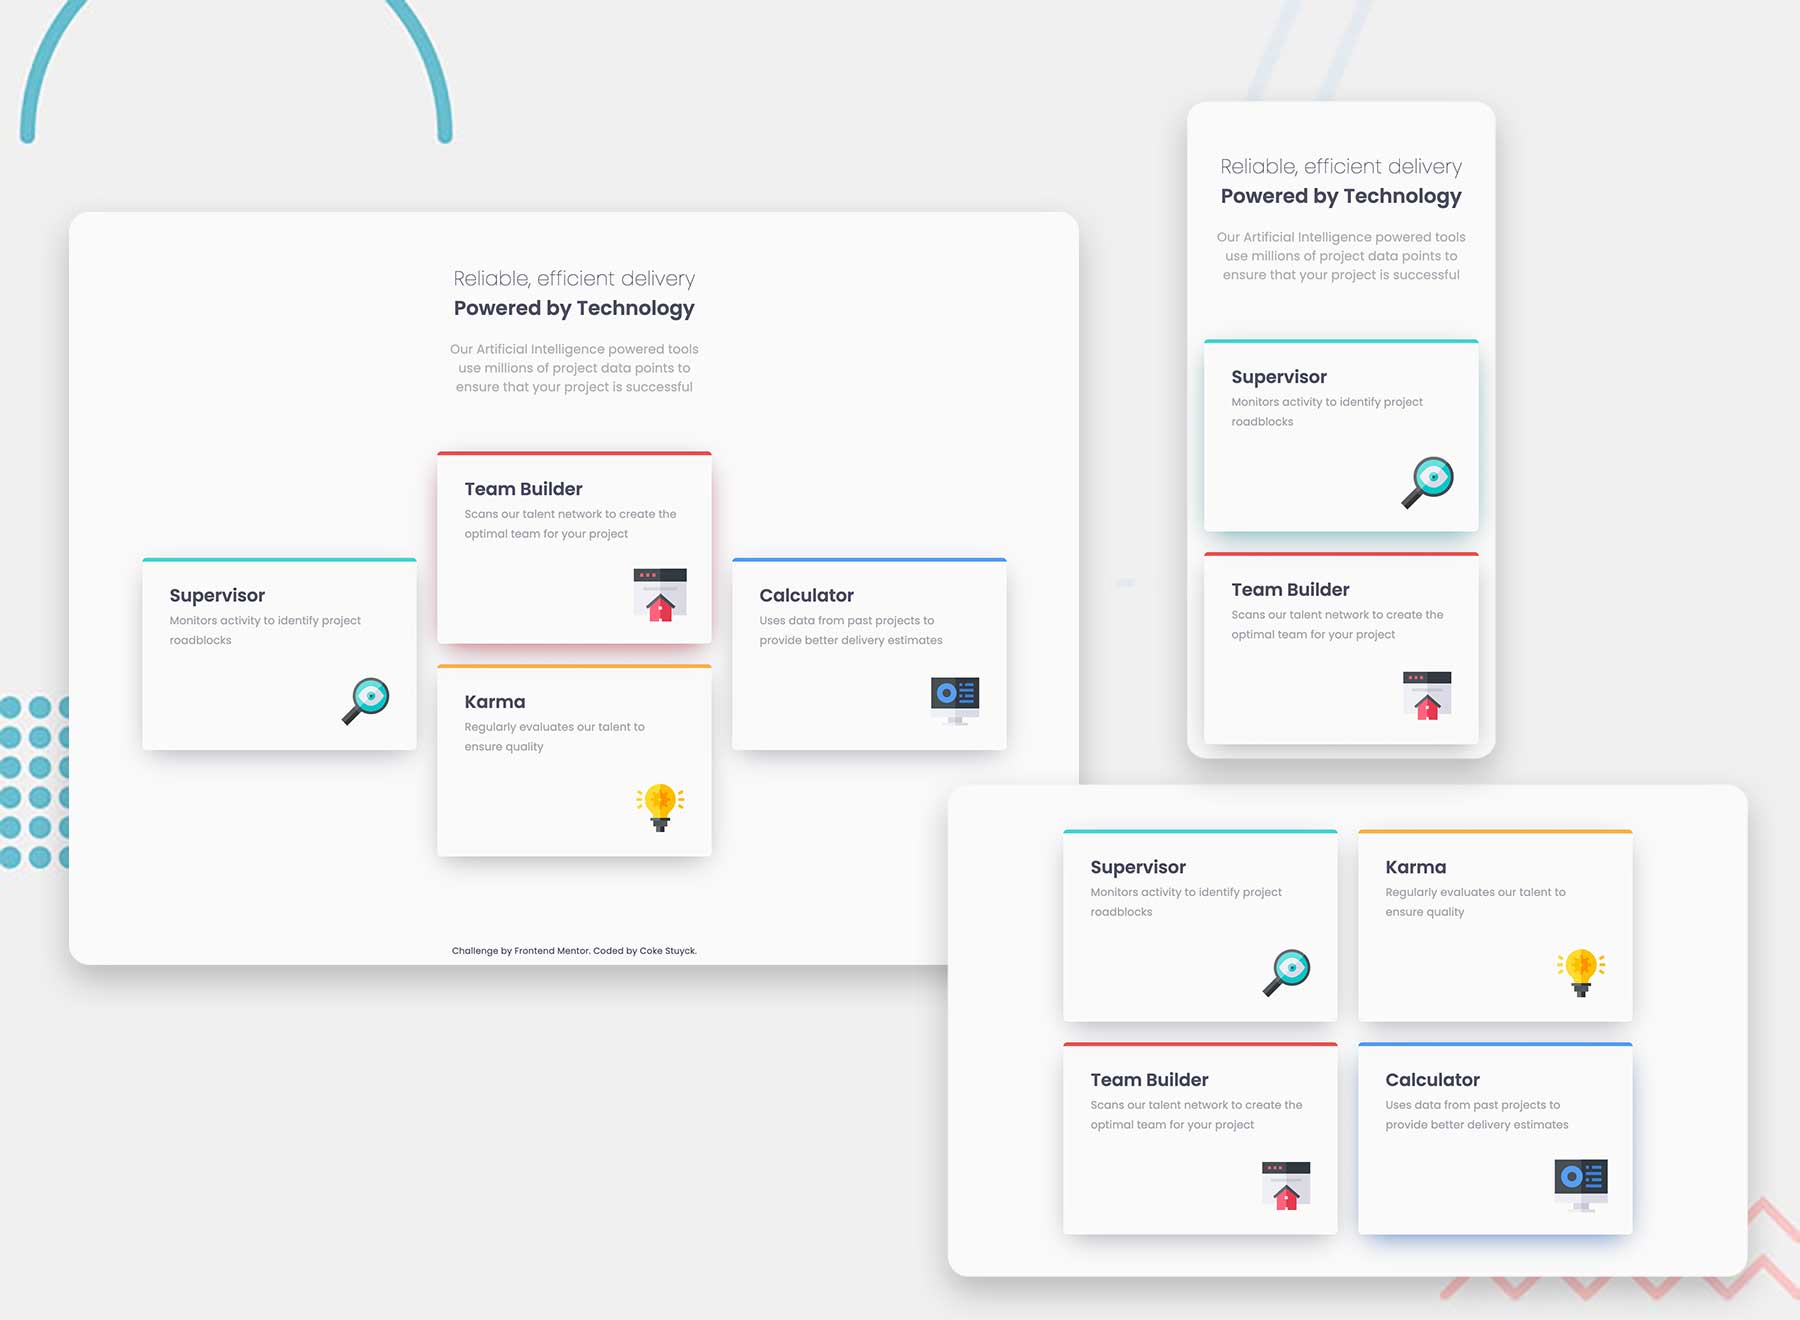 Reliable, efficient delivery
Powered by Technology
Our Artificial Intelligence powered tools
use millions of project data points to
ensure that your project is successful
Team Builder
Scans our talent network to create the
optimal team for your project
Supervisor
Monitors activity to identify project
roadblocks
Calculator
Uses data from past projects to
provide better delivery estimates
Karma
Regularly evaluates our talent to
ensure quality
Challenge by Frontend Mentor. Coded by Coke Stuyck.
Reliable, efficient delivery
Powered by Technology
Our Artificial Intelligence powered tools
use millions of project data points to
ensure that your project is successful
Supervisor
Monitors activity to identify project
roadblocks
Team Builder
Scans our talent network to create the
optimal team for your project
Supervisor
Monitors activity to identify project
roadblocks
Karma
Regularly evaluates our talent to
ensure quality
Team Builder
Scans our talent network to create the
optimal team for your project
Calculator
Uses data from past projects to
provide better delivery estimates